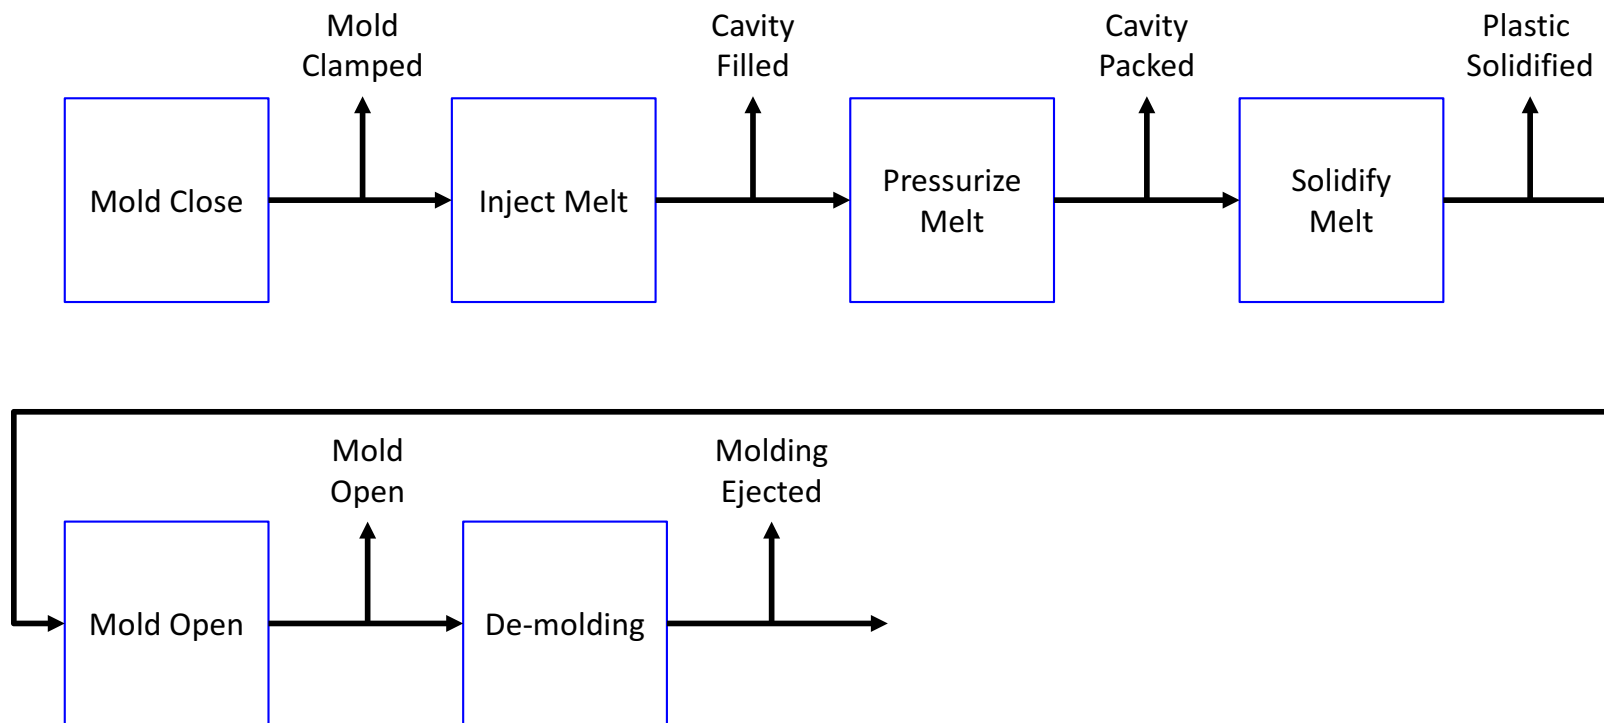 Mold
Clamped
Cavity
Filled
Cavity
Packed
Plastic
Solidified
Mold Close
Inject Melt
Pressurize
Melt
Solidify
Melt
Mold
Open
Molding
Ejected
Mold Open
De-molding